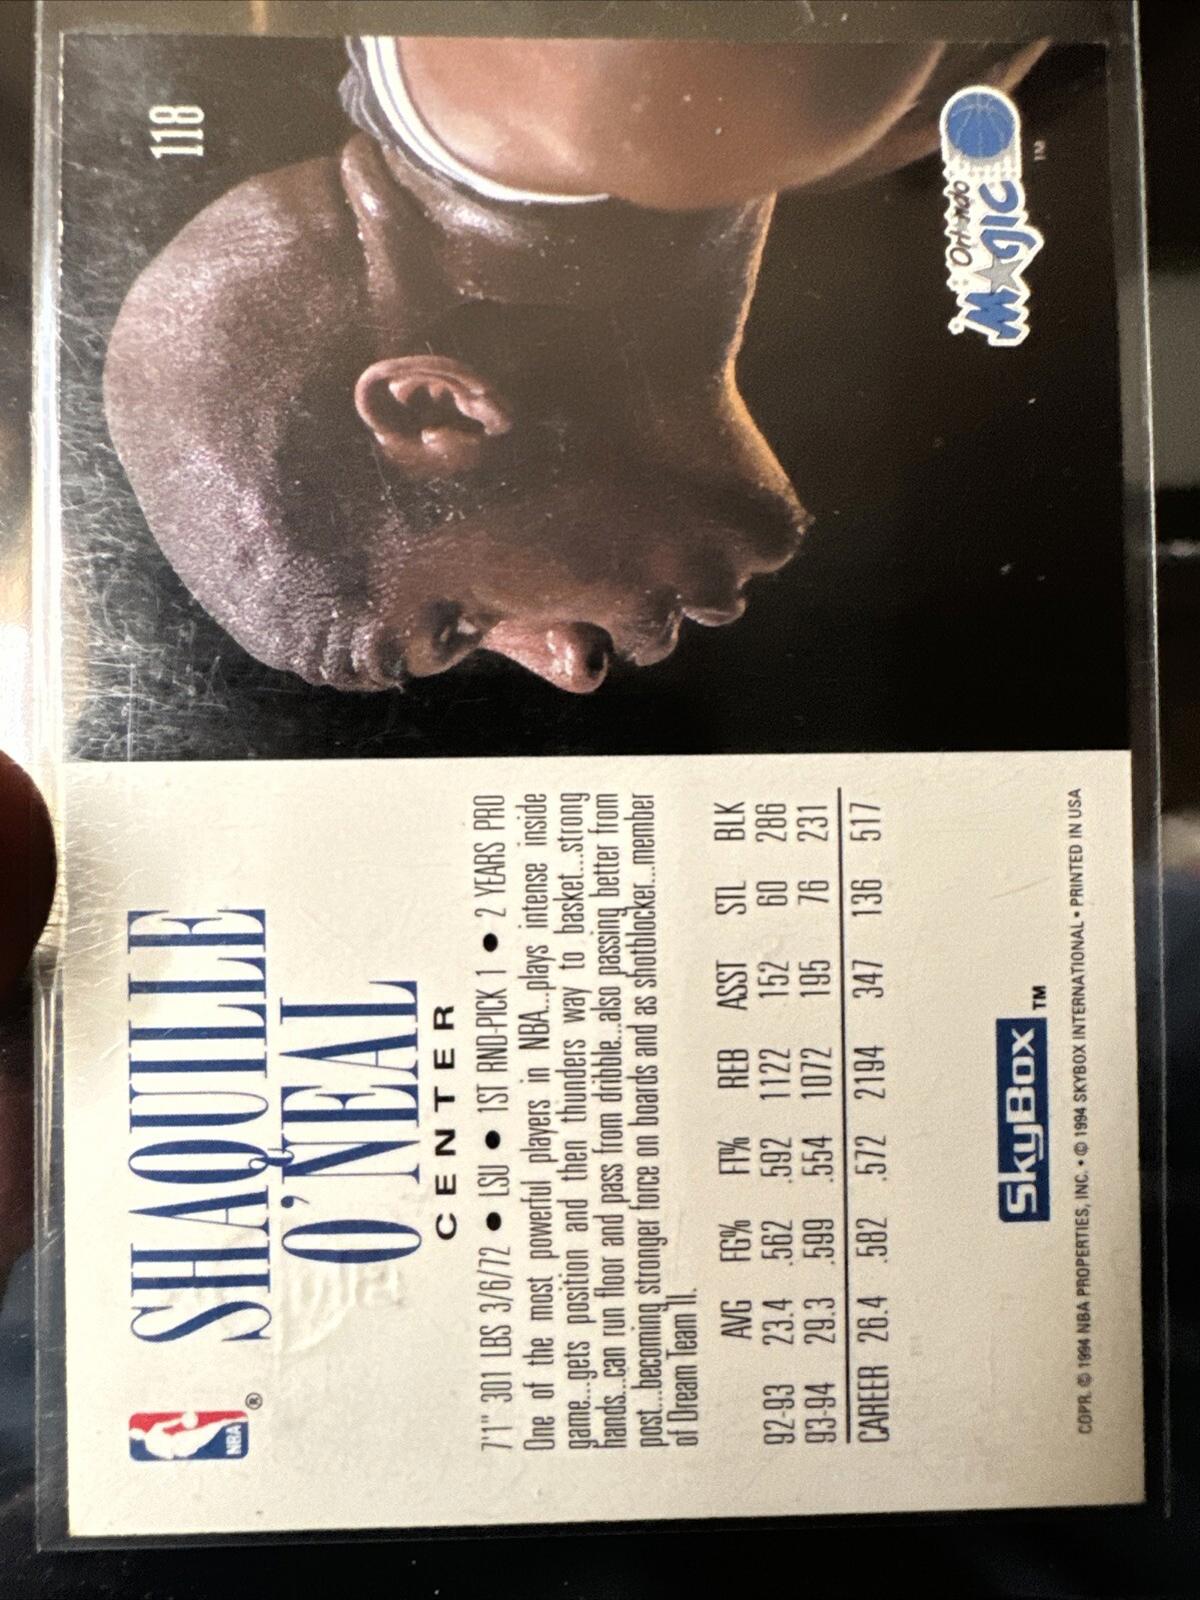 118
Orlando
MAGIC
TM
NBA
®
SHAQUILLE
O'NEAL
CENTER
7'1" 301 LBS 3/6/72 • LSU • 1ST RND-PICK 1 • 2 YEARS PRO
One of the most powerful players in NBA...plays intense inside
game...gets position and then thunders way to basket...strong
hands...can run floor and pass from dribble...also passing better from
post...becoming stronger force on boards and as shotblocker...member
of Dream Team II.
AVG FG% FT% REB ASST STL BLK
92-93 23.4 .562 .592 1122 152 60 286
93-94 29.3 .599 .554 1072 195 76 231
CAREER 26.4 .582 .572 2194 347 136 517
SkyBox TM
COPR. © 1994 NBA PROPERTIES, INC. • © 1994 SKYBOX INTERNATIONAL • PRINTED IN USA